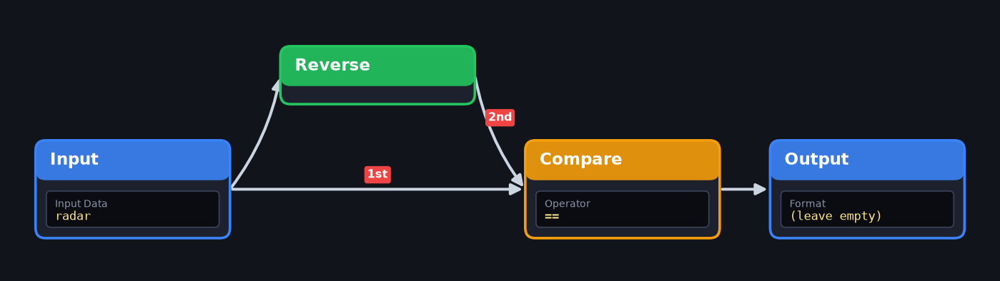 Reverse
2nd
Input
Input Data
radar
1st
Compare
Operator
==
Output
Format
(leave empty)